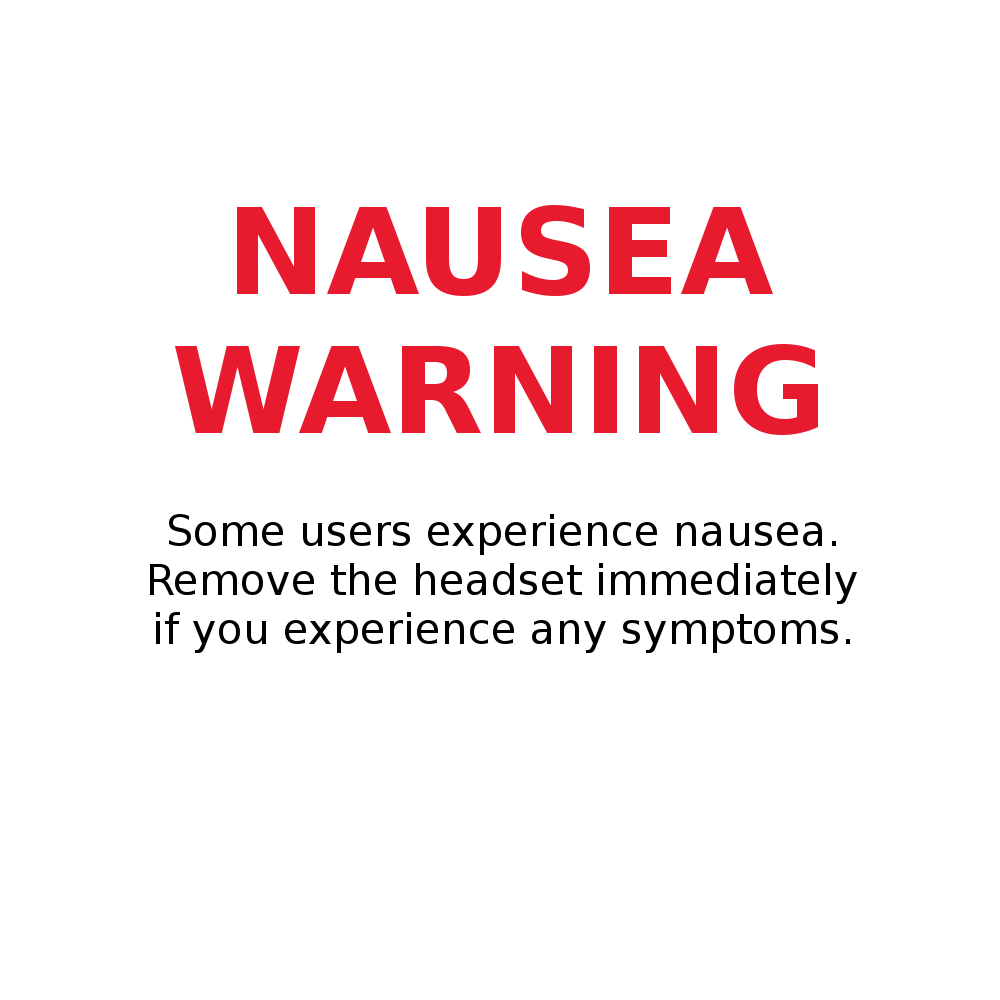 NAUSEA
WARNING
Some users experience nausea.
Remove the headset immediately
if you experience any symptoms.